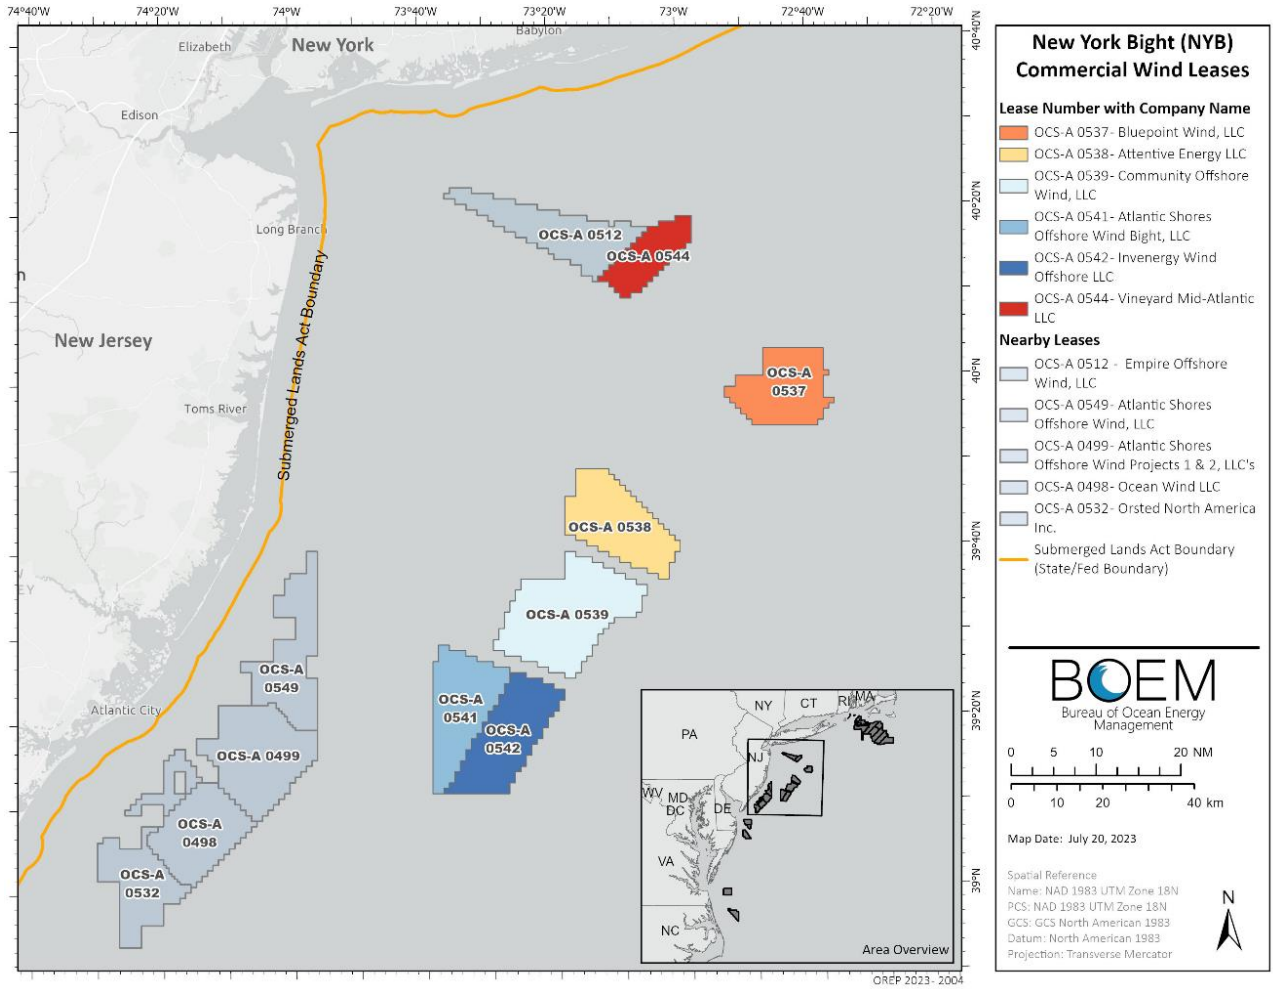 74°40'W
74°20'W
74°W
73°40'W
73°20'W
73°W
72°40'W
72°20'W
40°40'N
40°20'N
40°N
39°40'N
39°20'N
39°N
Elizabeth
New York
Babylon
Edison
Long Branch
New Jersey
Toms River
Atlantic City
n
EY
Submerged Lands Act Boundary
OCS-A 0512
OCS-A 0544
OCS-A
0537
OCS-A 0538
OCS-A 0539
OCS-A
0541
OCS-A
0542
OCS-A
0549
OCS-A 0499
OCS-A
0498
OCS-A
0532
NY
CT
RI
MA
PA
NJ
WV
MD
DC
DE
VA
NC
Area Overview
OREP 2023- 2004
New York Bight (NYB)
Commercial Wind Leases
Lease Number with Company Name
OCS-A 0537- Bluepoint Wind, LLC
OCS-A 0538- Attentive Energy LLC
OCS-A 0539- Community Offshore
Wind, LLC
OCS-A 0541- Atlantic Shores
Offshore Wind Bight, LLC
OCS-A 0542- Invenergy Wind
Offshore LLC
OCS-A 0544- Vineyard Mid-Atlantic
LLC
Nearby Leases
OCS-A 0512 - Empire Offshore
Wind, LLC
OCS-A 0549- Atlantic Shores
Offshore Wind, LLC
OCS-A 0499- Atlantic Shores
Offshore Wind Projects 1 & 2, LLC's
OCS-A 0498- Ocean Wind LLC
OCS-A 0532- Orsted North America
Inc.
Submerged Lands Act Boundary
(State/Fed Boundary)
BOEM
Bureau of Ocean Energy
Management
0 5 10 20 NM
0 10 20 40 km
Map Date: July 20, 2023
Spatial Reference
Name: NAD 1983 UTM Zone 18N
PCS: NAD 1983 UTM Zone 18N
GCS: GCS North American 1983
Datum: North American 1983
Projection: Transverse Mercator
N